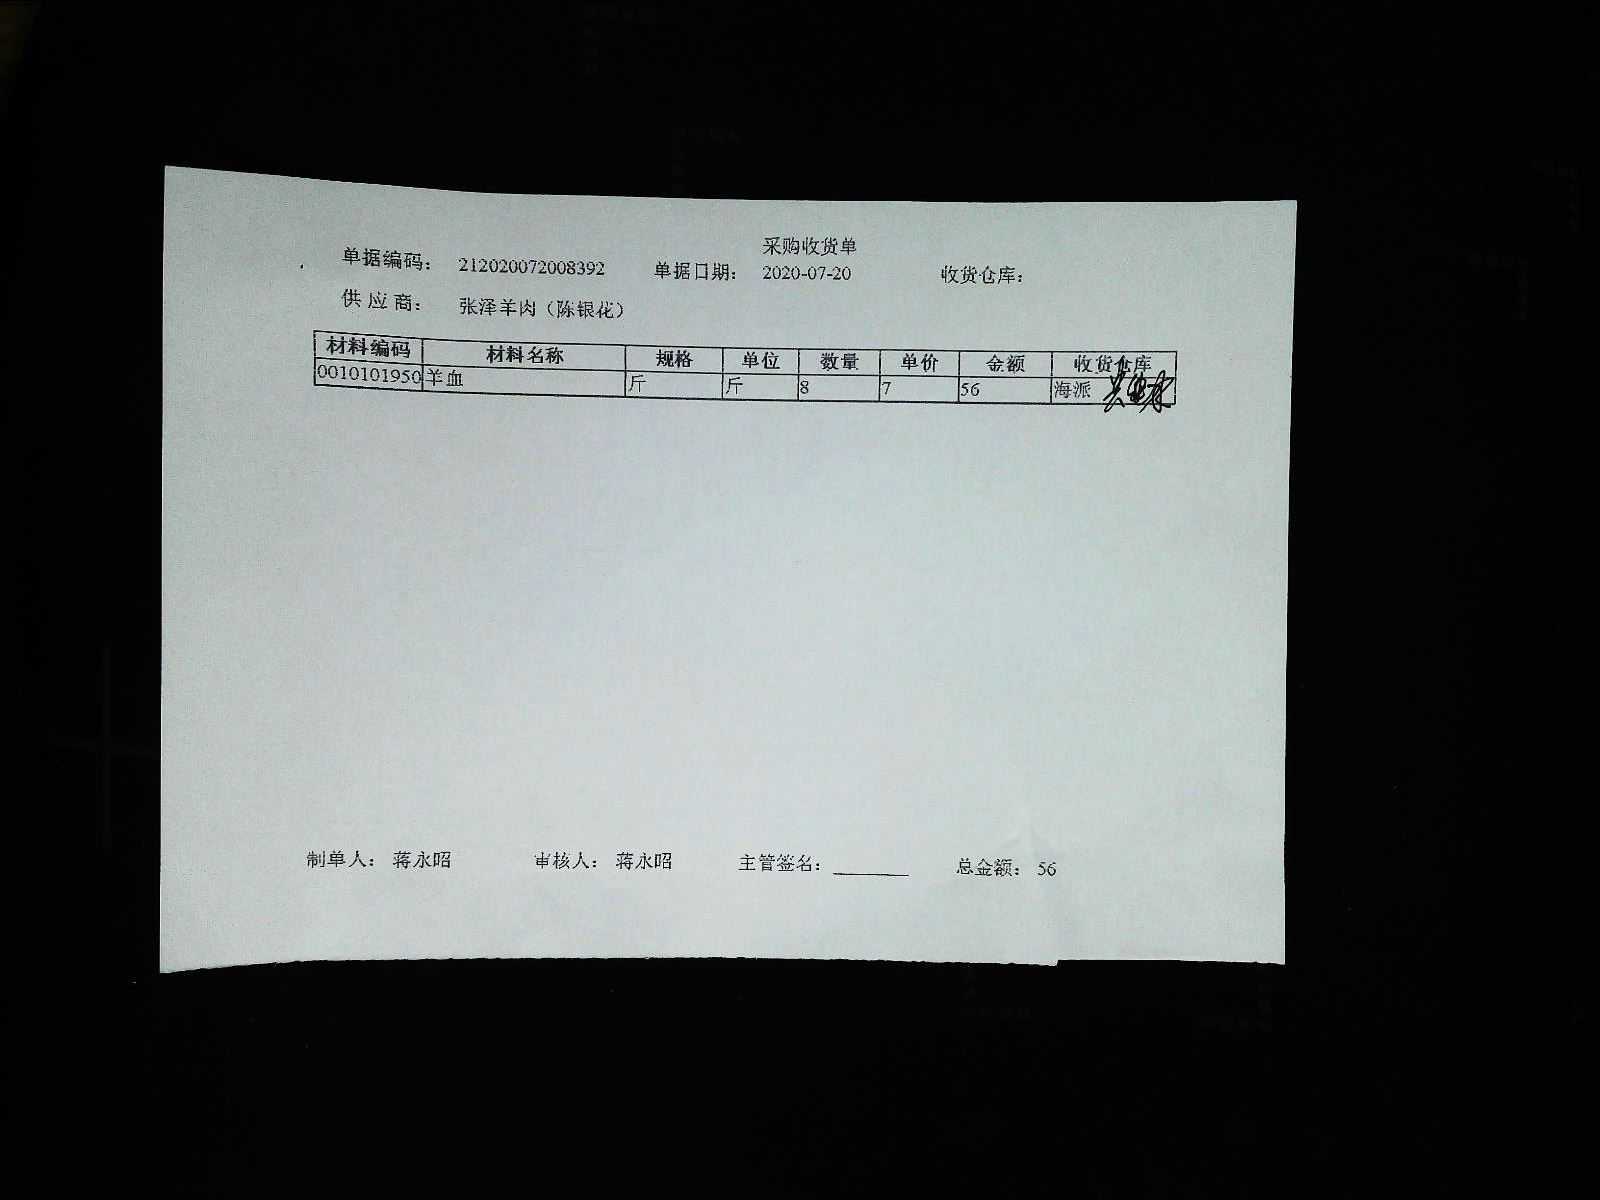 采购收货单
单据编码： 212020072008392 单据日期： 2020-07-20 收货仓库：
供应商： 张泽羊肉（陈银花）
材料编码 材料名称 规格 单位 数量 单价 金额 收货仓库
0010101950 羊血 斤 斤 8 7 56 海派
制单人： 蒋永昭 审核人： 蒋永昭 主管签名：________ 总金额： 56